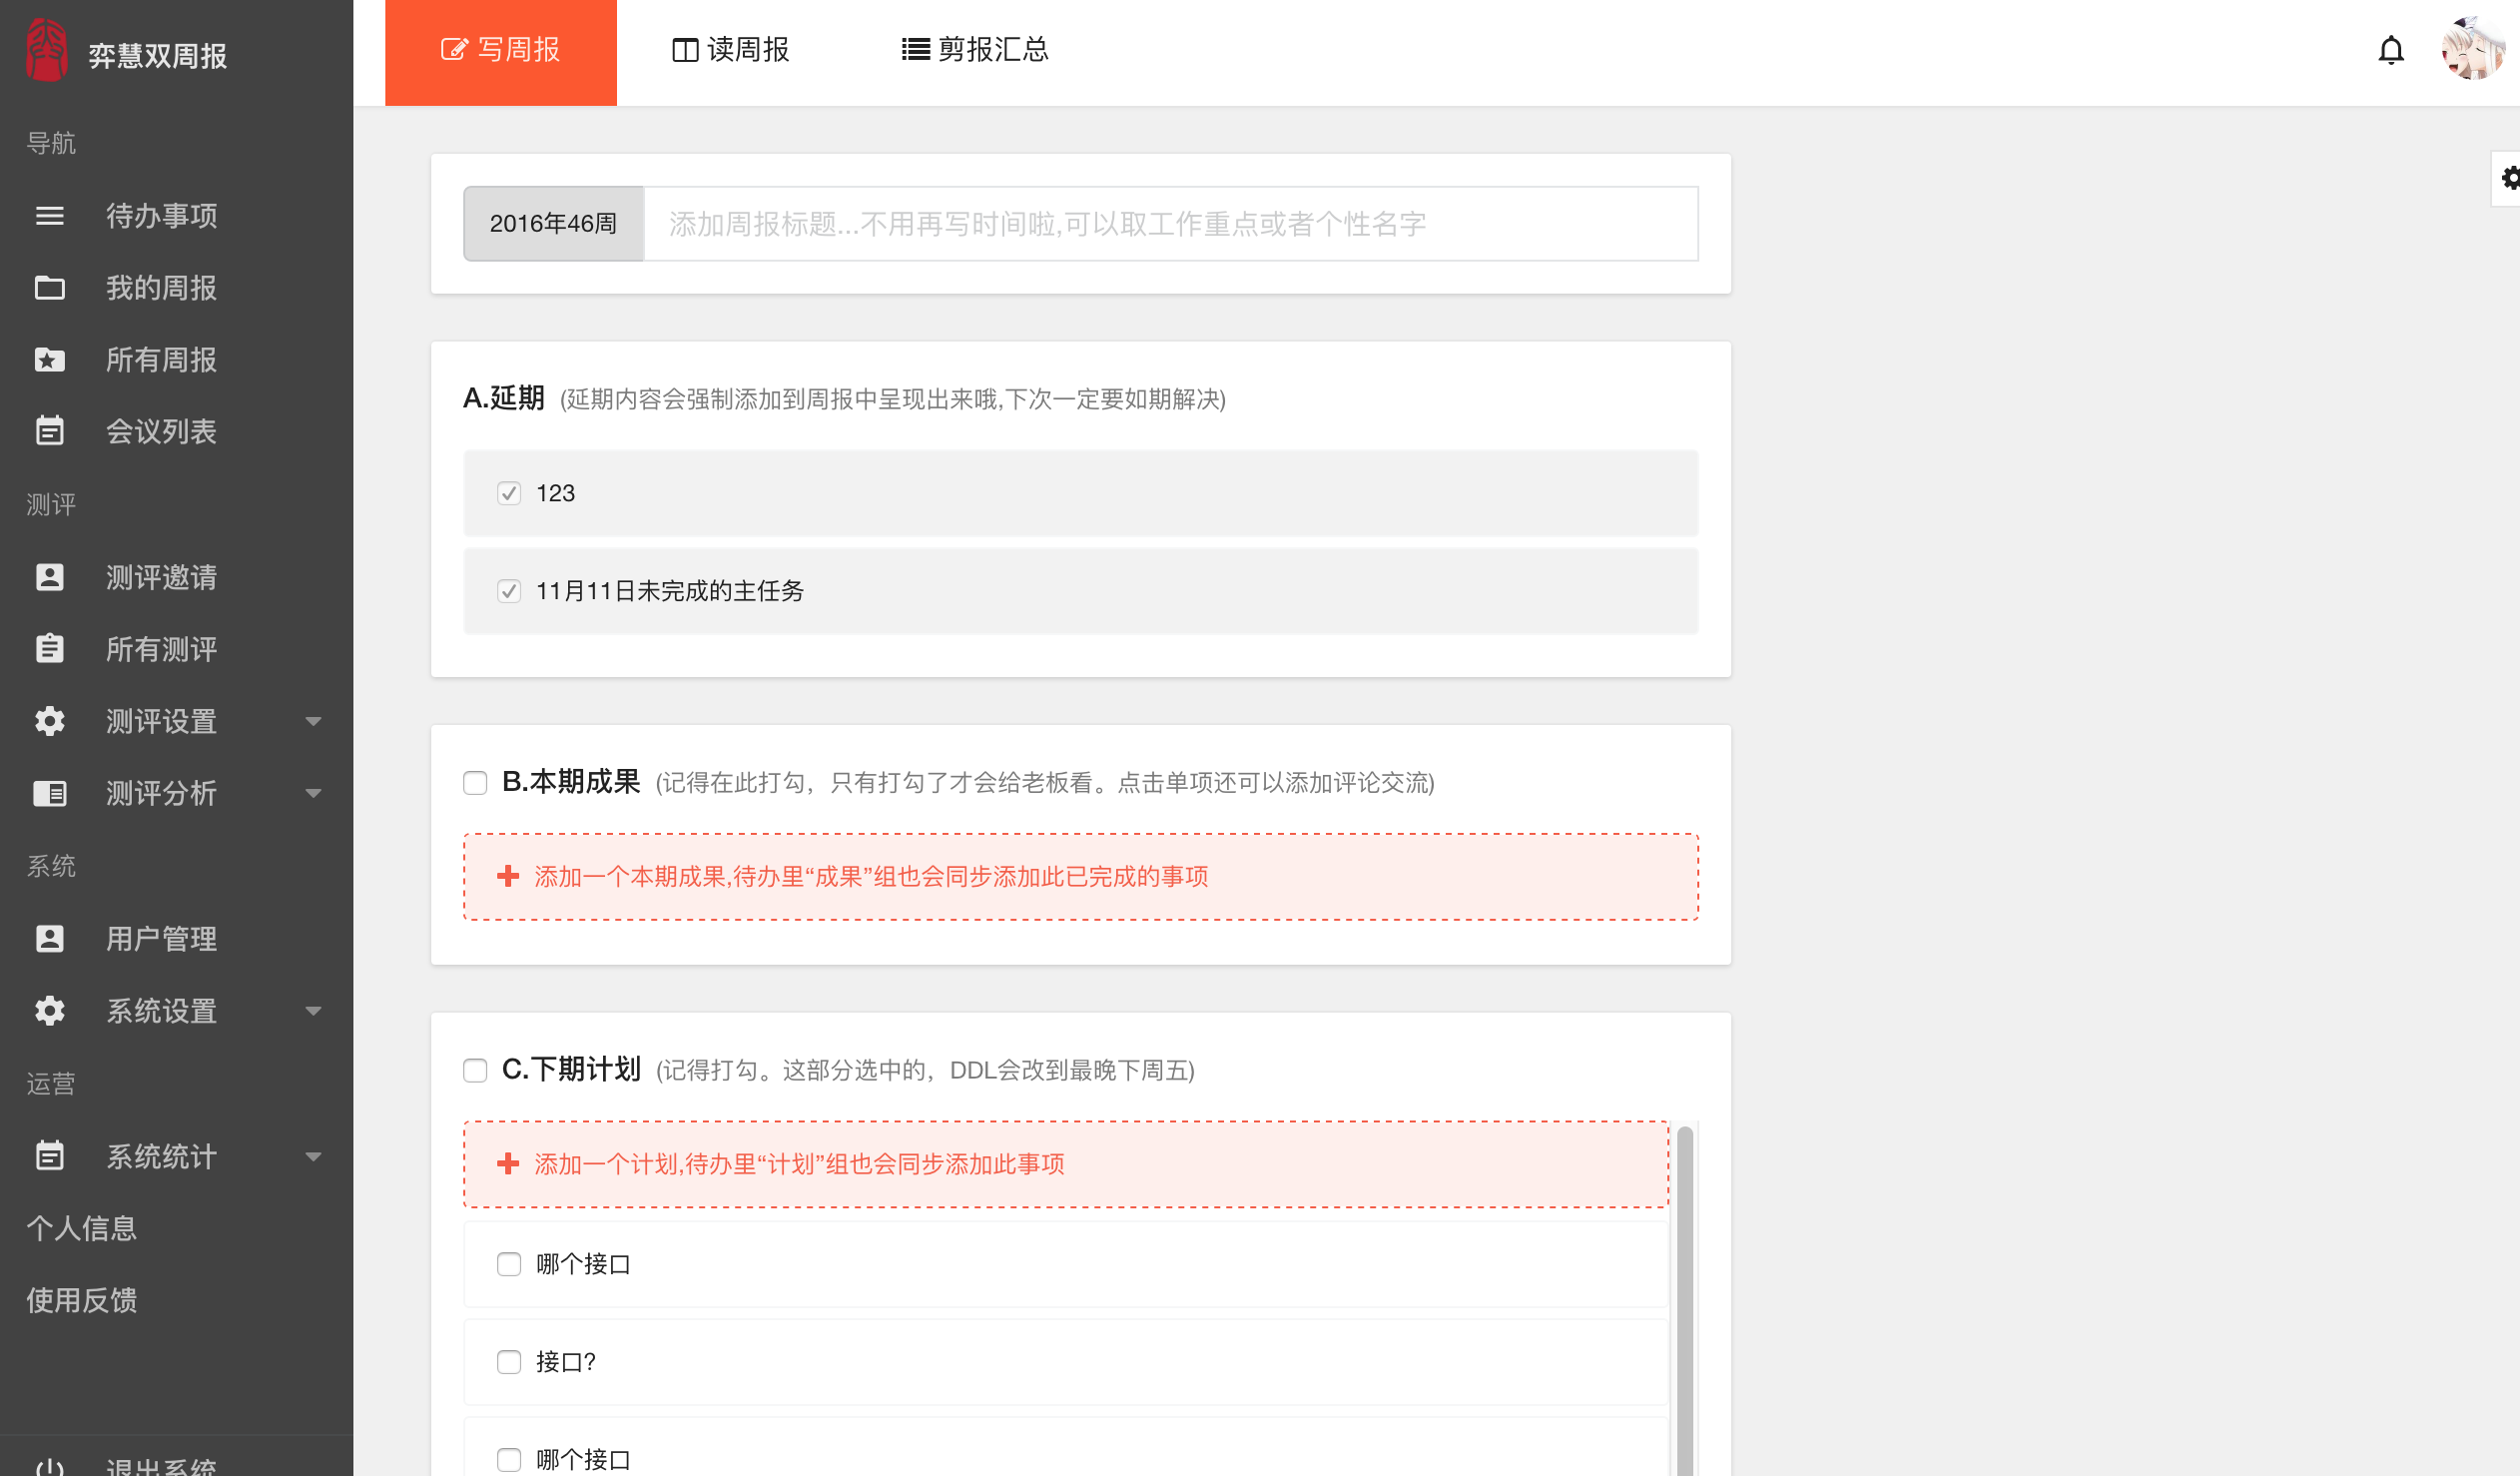 弈慧双周报
导航
待办事项
我的周报
所有周报
会议列表
测评
测评邀请
所有测评
测评设置
测评分析
系统
用户管理
系统设置
运营
系统统计
个人信息
使用反馈
退出系统
写周报
读周报
剪报汇总
2016年46周
添加周报标题...不用再写时间啦,可以取工作重点或者个性名字
A.延期 (延期内容会强制添加到周报中呈现出来哦,下次一定要如期解决)
123
11月11日未完成的主任务
B.本期成果 (记得在此打勾，只有打勾了才会给老板看。点击单项还可以添加评论交流)
添加一个本期成果,待办里“成果”组也会同步添加此已完成的事项
C.下期计划 (记得打勾。这部分选中的，DDL会改到最晚下周五)
添加一个计划,待办里“计划”组也会同步添加此事项
哪个接口
接口?
哪个接口